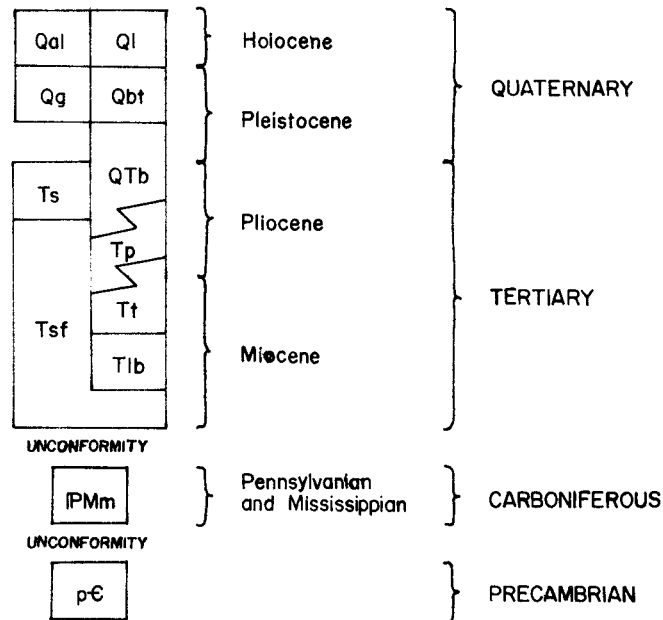 Qal Ql Holocene
QUATERNARY
Qg Qbt
Pleistocene
QTb
Ts
Pliocene
Tp
TERTIARY
Tt
Tsf
Tlb Miocene
UNCONFORMITY
Pennsylvanian
and Mississippian
ℙMm CARBONIFEROUS
UNCONFORMITY
p-Є PRECAMBRIAN